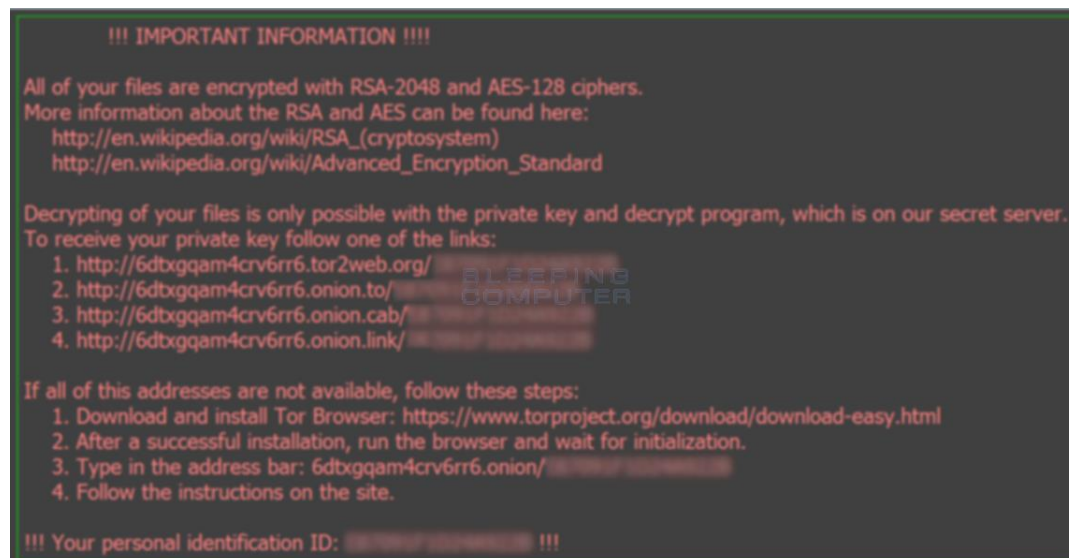 !!! IMPORTANT INFORMATION !!!!
All of your files are encrypted with RSA-2048 and AES-128 ciphers.
More information about the RSA and AES can be found here:
http://en.wikipedia.org/wiki/RSA_(cryptosystem)
http://en.wikipedia.org/wiki/Advanced_Encryption_Standard
Decrypting of your files is only possible with the private key and decrypt program, which is on our secret server.
To receive your private key follow one of the links:
1. http://6dtxgqam4crv6rr6.tor2web.org/
2. http://6dtxgqam4crv6rr6.onion.to/
3. http://6dtxgqam4crv6rr6.onion.cab/
4. http://6dtxgqam4crv6rr6.onion.link/
BLEEPING
COMPUTER
If all of this addresses are not available, follow these steps:
1. Download and install Tor Browser: https://www.torproject.org/download/download-easy.html
2. After a successful installation, run the browser and wait for initialization.
3. Type in the address bar: 6dtxgqam4crv6rr6.onion/
4. Follow the instructions on the site.
!!! Your personal identification ID: !!!